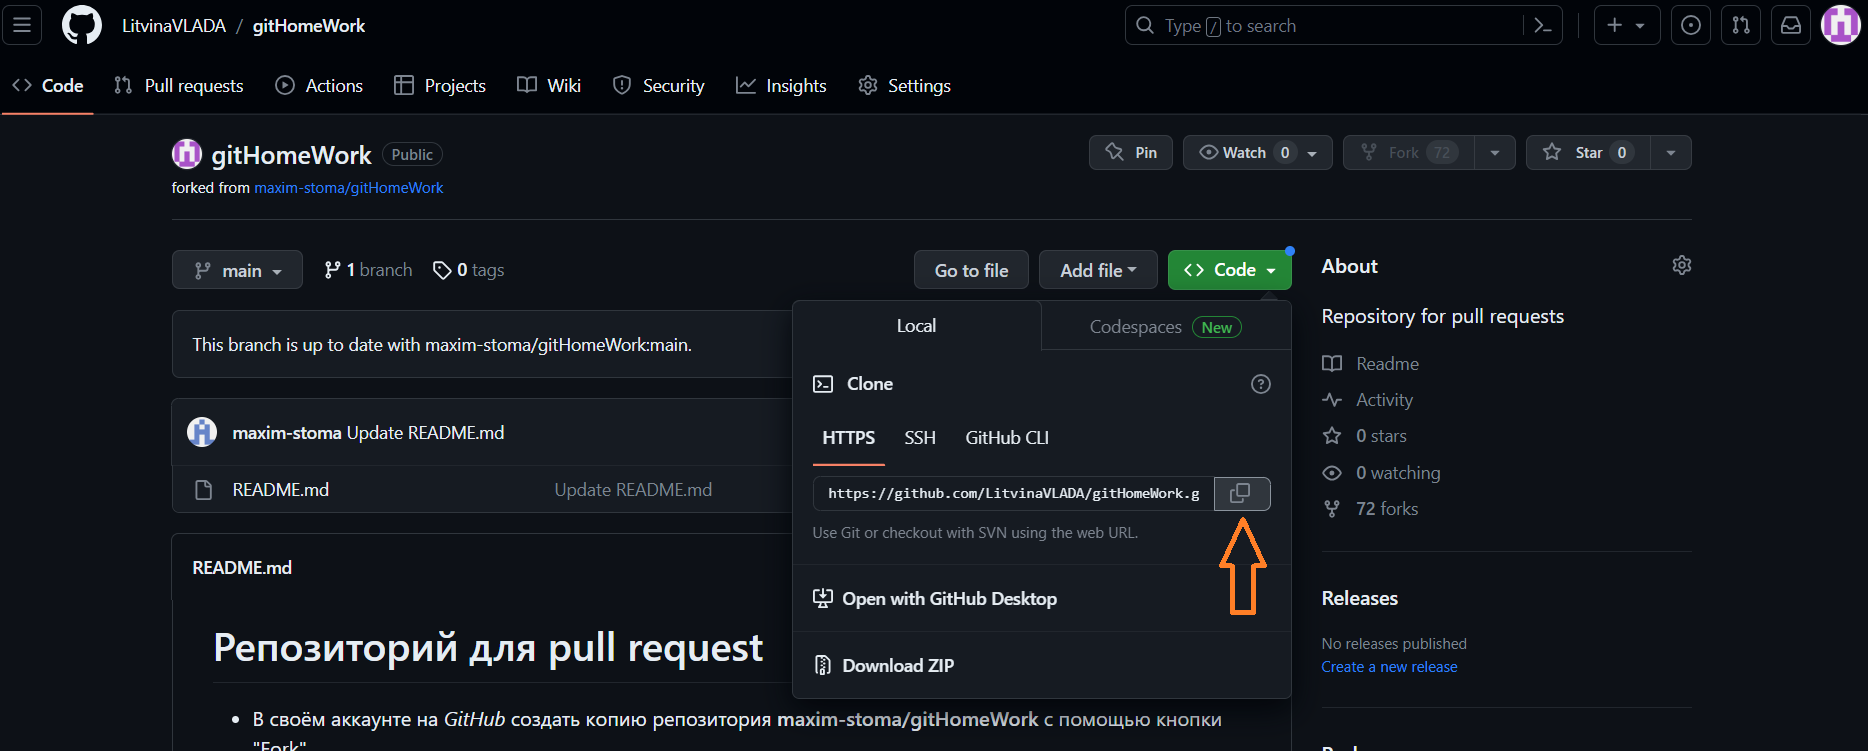 LitvinaVLADA / gitHomeWork
Type / to search
Code Pull requests Actions Projects Wiki Security Insights Settings
gitHomeWork Public
forked from maxim-stoma/gitHomeWork
Pin
Watch 0
Fork 72
Star 0
main
1 branch
0 tags
Go to file
Add file
Code
This branch is up to date with maxim-stoma/gitHomeWork:main.
maxim-stoma Update README.md
README.md Update README.md
README.md
Репозиторий для pull request
• В своём аккаунте на GitHub создать копию репозитория maxim-stoma/gitHomeWork с помощью кнопки
"Fork"
Local
Codespaces New
Clone
HTTPS SSH GitHub CLI
https://github.com/LitvinaVLADA/gitHomeWork.g
Use Git or checkout with SVN using the web URL.
Open with GitHub Desktop
Download ZIP
About
Repository for pull requests
Readme
Activity
0 stars
0 watching
72 forks
Releases
No releases published
Create a new release